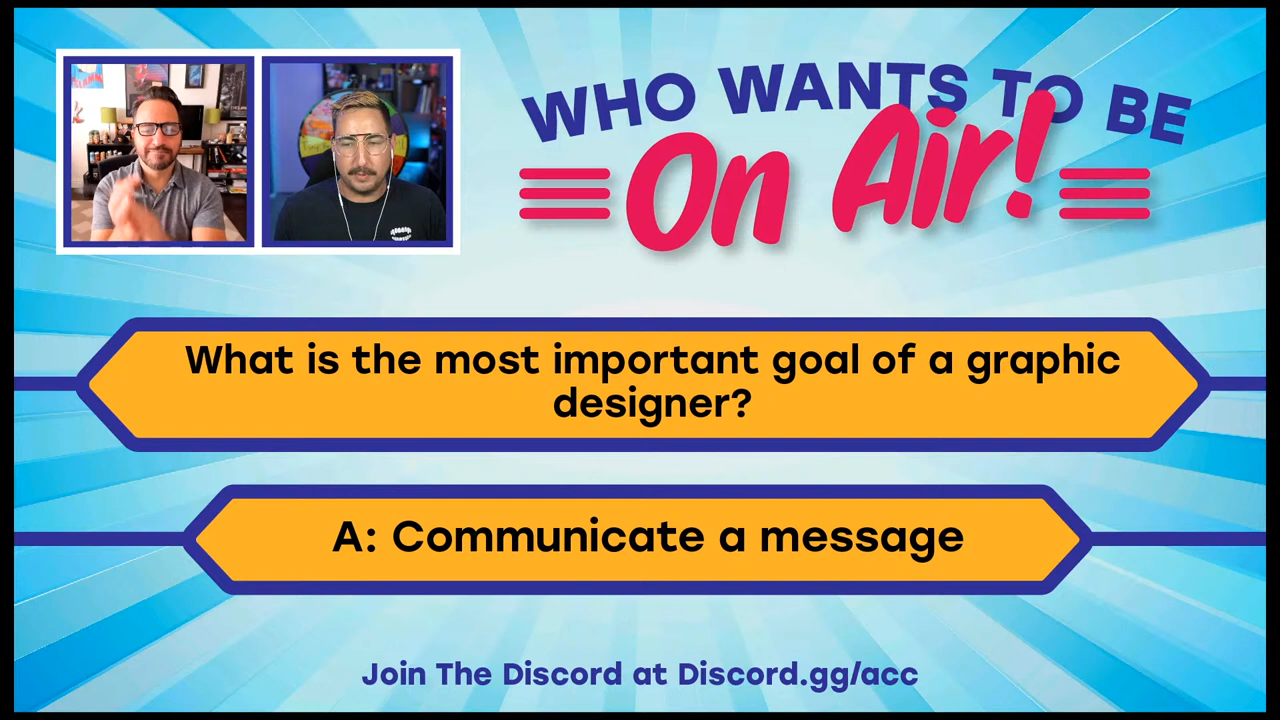 WHO WANTS TO BE
On Air!
What is the most important goal of a graphic
designer?
A: Communicate a message
Join The Discord at Discord.gg/acc